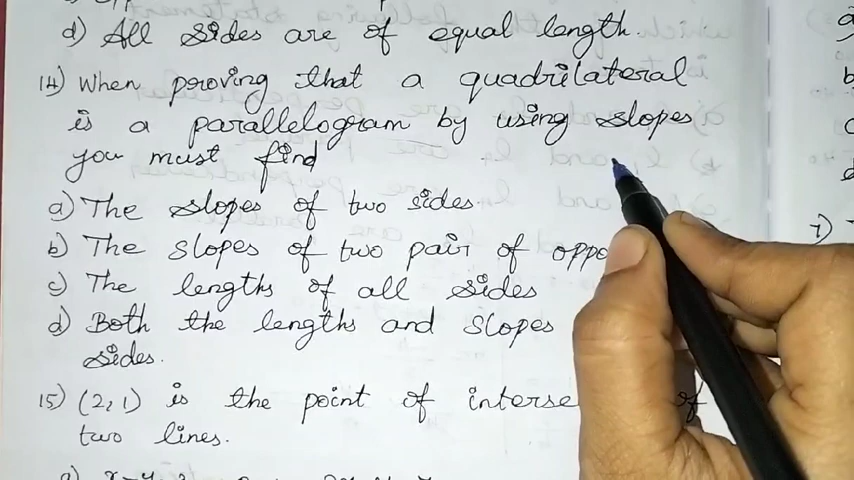 d) All sides are of equal length.
14) When proving that a quadrilateral
is a parallelogram by using slopes
you must find
a) The slopes of two sides.
b) The slopes of two pair of oppo
c) The lengths of all sides
d) Both the lengths and slopes
sides.
15) (2,1) is the point of interse of
two lines.